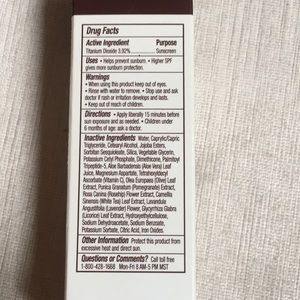 Drug Facts
Active Ingredient Purpose
Titanium Dioxide 3.92% Sunscreen
Uses • Helps prevent sunburn. • Higher SPF
gives more sunburn protection.
Warnings
• When using this product keep out of eyes.
• Rinse with water to remove. • Stop use and ask
doctor if rash or irritation develops and lasts.
• Keep out of reach of children.
Directions • Apply liberally 15 minutes before
sun exposure and as needed. • Children under
6 months of age: ask a doctor.
Inactive Ingredients Water, Caprylic/Capric
Triglyceride, Cetearyl Alcohol, Jojoba Esters,
Sorbitan Sesquioleate, Silica, Vegetable Glycerin,
Potassium Cetyl Phosphate, Dimethicone, Palmitoyl
Tripeptide-5, Aloe Barbadensis (Aloe Vera) Leaf
Juice, Magnesium Aspartate, Tetrahexyldecyl
Ascorbate (Vitamin C), Olea Europaea (Olive) Leaf
Extract, Punica Granatum (Pomegranate) Extract,
Rosa Canina (Rosehip) Flower Extract, Camellia
Sinensis (White Tea) Leaf Extract, Lavandula
Angustifolia (Lavender) Flower, Glycyrrhiza Glabra
(Licorice) Leaf Extract, Hydroxyethylcellulose,
Sodium Dehydroacetate, Sodium Benzoate,
Potassium Sorbate, Citric Acid, Iron Oxides.
Other Information Protect this product from
excessive heat and direct sun.
Questions or Comments? Call toll free
1-800-428-1668 Mon-Fri 8 AM-5 PM MST